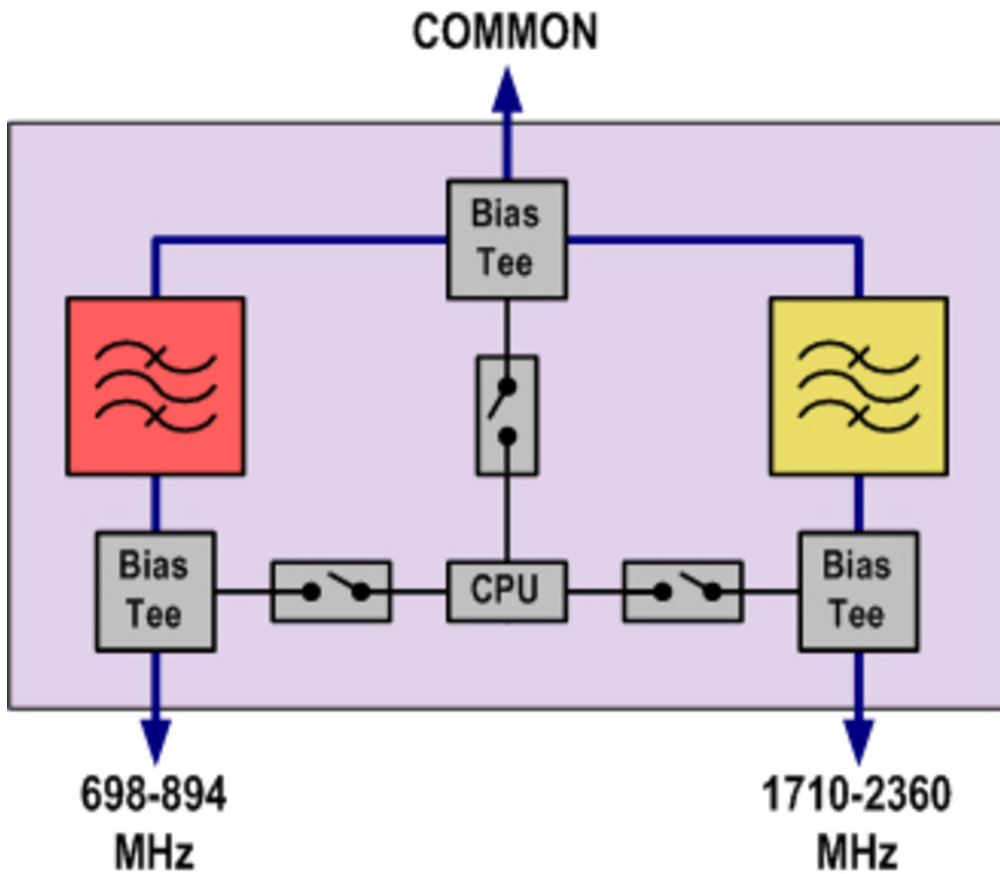 COMMON
Bias
Tee
Bias
Tee
CPU
Bias
Tee
698-894
MHz
1710-2360
MHz